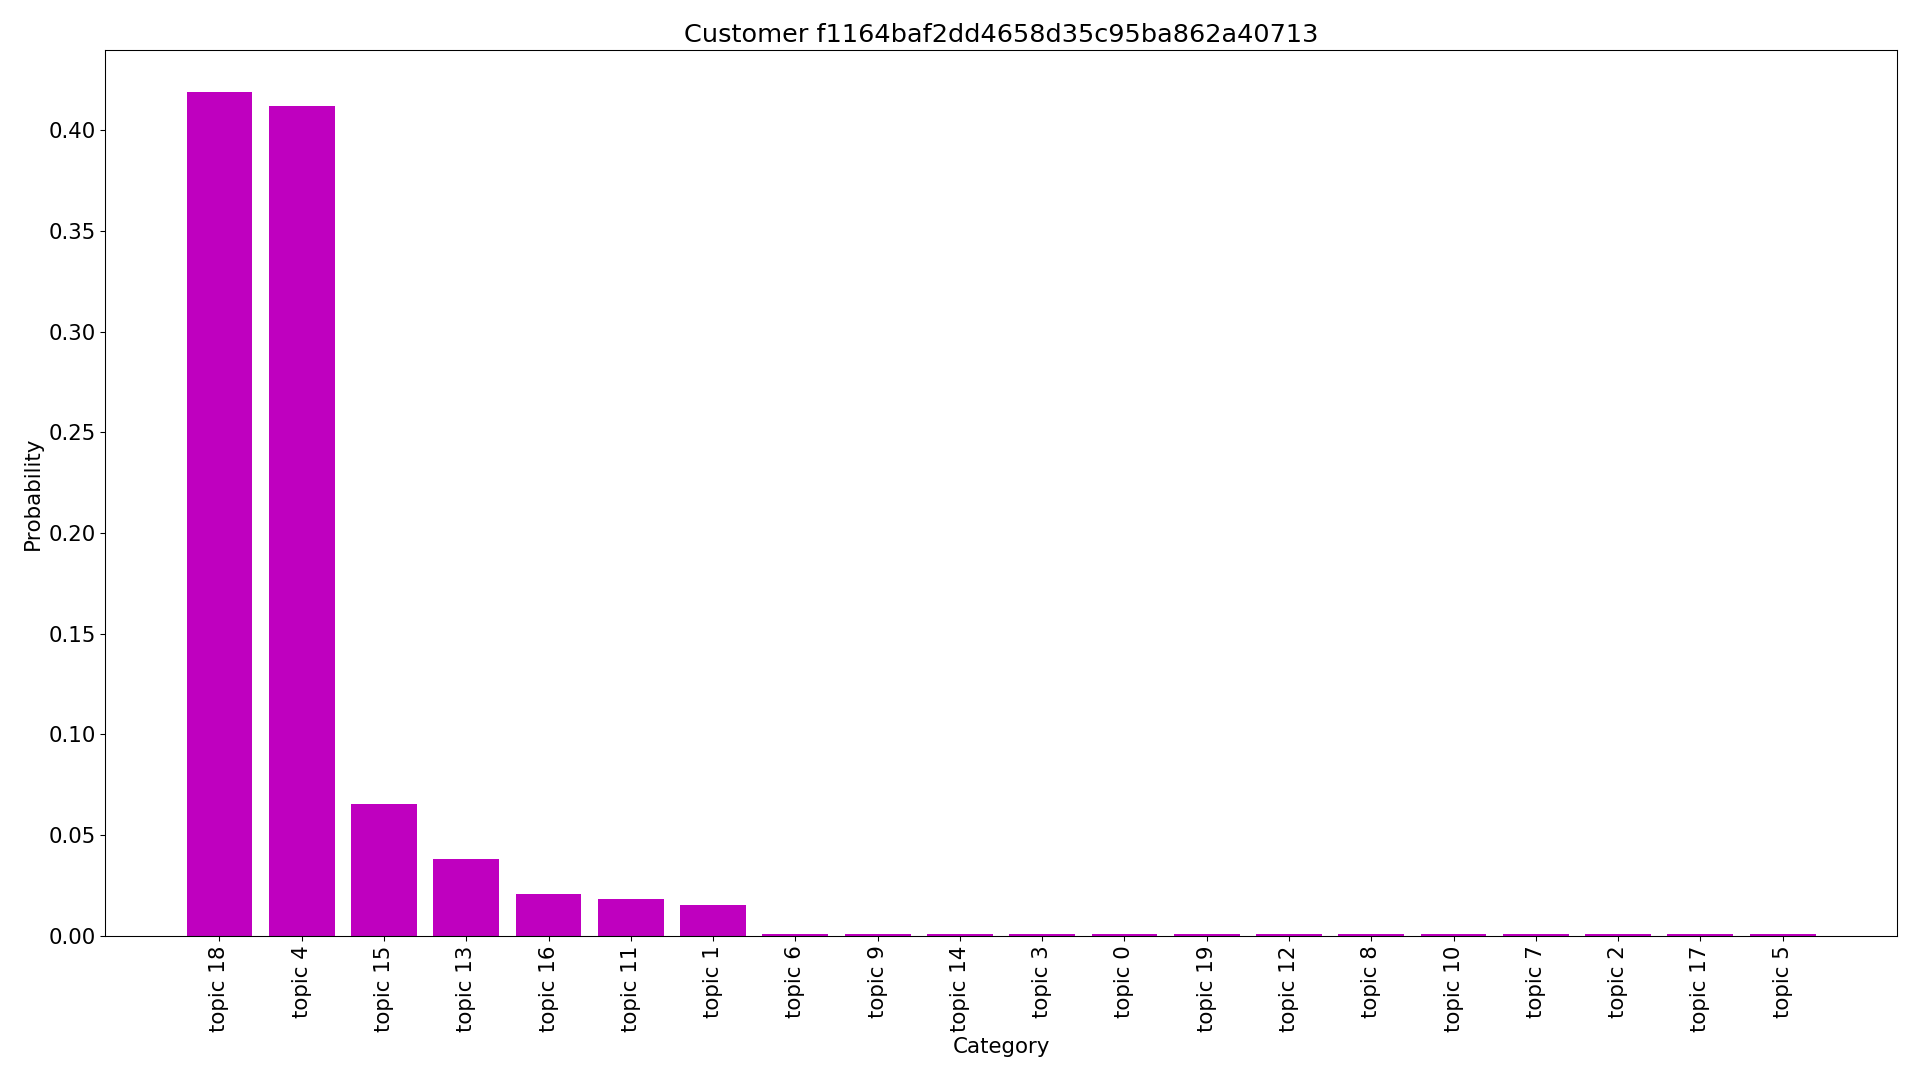 Customer f1164baf2dd4658d35c95ba862a40713
Probability
0.40
0.35
0.30
0.25
0.20
0.15
0.10
0.05
0.00
topic 18
topic 4
topic 15
topic 13
topic 16
topic 11
topic 1
topic 6
topic 9
topic 14
topic 3
topic 0
topic 19
topic 12
topic 8
topic 10
topic 7
topic 2
topic 17
topic 5
Category